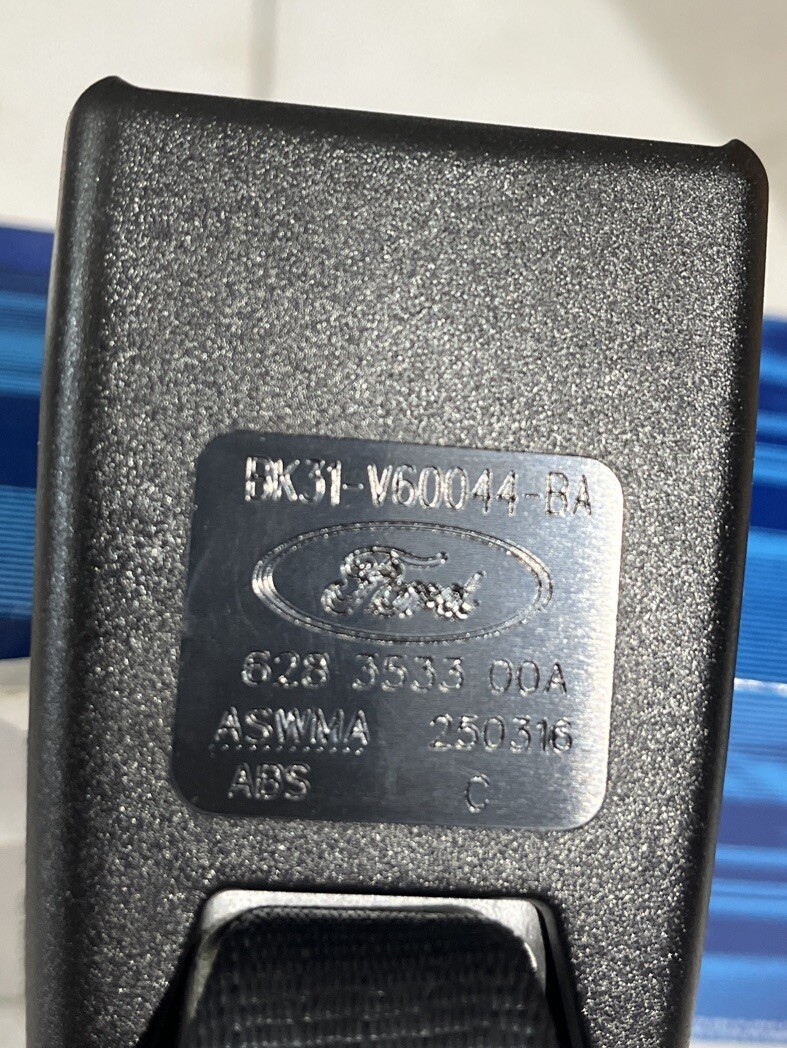 BK31-V60044-BA
Ford
628 3533 00A
ASWMA 250316
ABS C